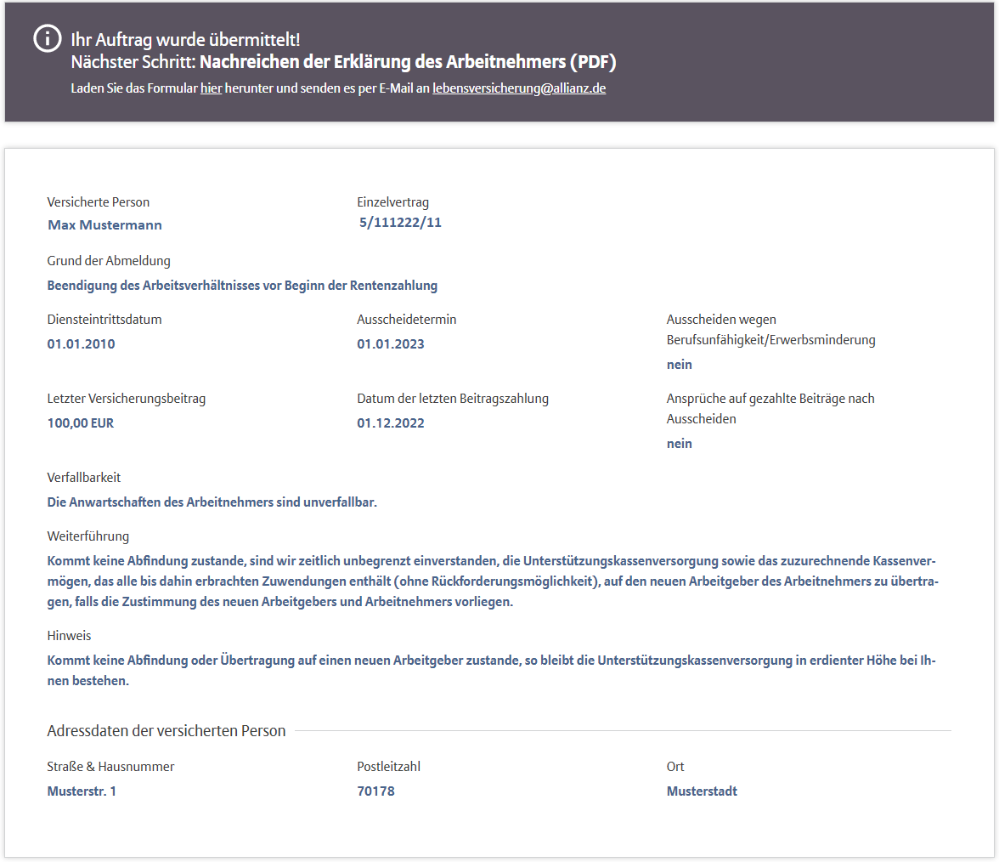 Ihr Auftrag wurde übermittelt!
Nächster Schritt: Nachreichen der Erklärung des Arbeitnehmers (PDF)
Laden Sie das Formular hier herunter und senden es per E-Mail an lebensversicherung@allianz.de
Versicherte Person
Max Mustermann
Einzelvertrag
5/111222/11
Grund der Abmeldung
Beendigung des Arbeitsverhältnisses vor Beginn der Rentenzahlung
Diensteintrittsdatum
01.01.2010
Ausscheidetermin
01.01.2023
Ausscheiden wegen
Berufsunfähigkeit/Erwerbsminderung
nein
Letzter Versicherungsbeitrag
100,00 EUR
Datum der letzten Beitragszahlung
01.12.2022
Ansprüche auf gezahlte Beiträge nach
Ausscheiden
nein
Verfallbarkeit
Die Anwartschaften des Arbeitnehmers sind unverfallbar.
Weiterführung
Kommt keine Abfindung zustande, sind wir zeitlich unbegrenzt einverstanden, die Unterstützungskassenversorgung sowie das zuzurechnende Kassenver-
mögen, das alle bis dahin erbrachten Zuwendungen enthält (ohne Rückforderungsmöglichkeit), auf den neuen Arbeitgeber des Arbeitnehmers zu übertra-
gen, falls die Zustimmung des neuen Arbeitgebers und Arbeitnehmers vorliegen.
Hinweis
Kommt keine Abfindung oder Übertragung auf einen neuen Arbeitgeber zustande, so bleibt die Unterstützungskassenversorgung in erdienter Höhe bei Ih-
nen bestehen.
Adressdaten der versicherten Person
Straße & Hausnummer
Musterstr. 1
Postleitzahl
70178
Ort
Musterstadt